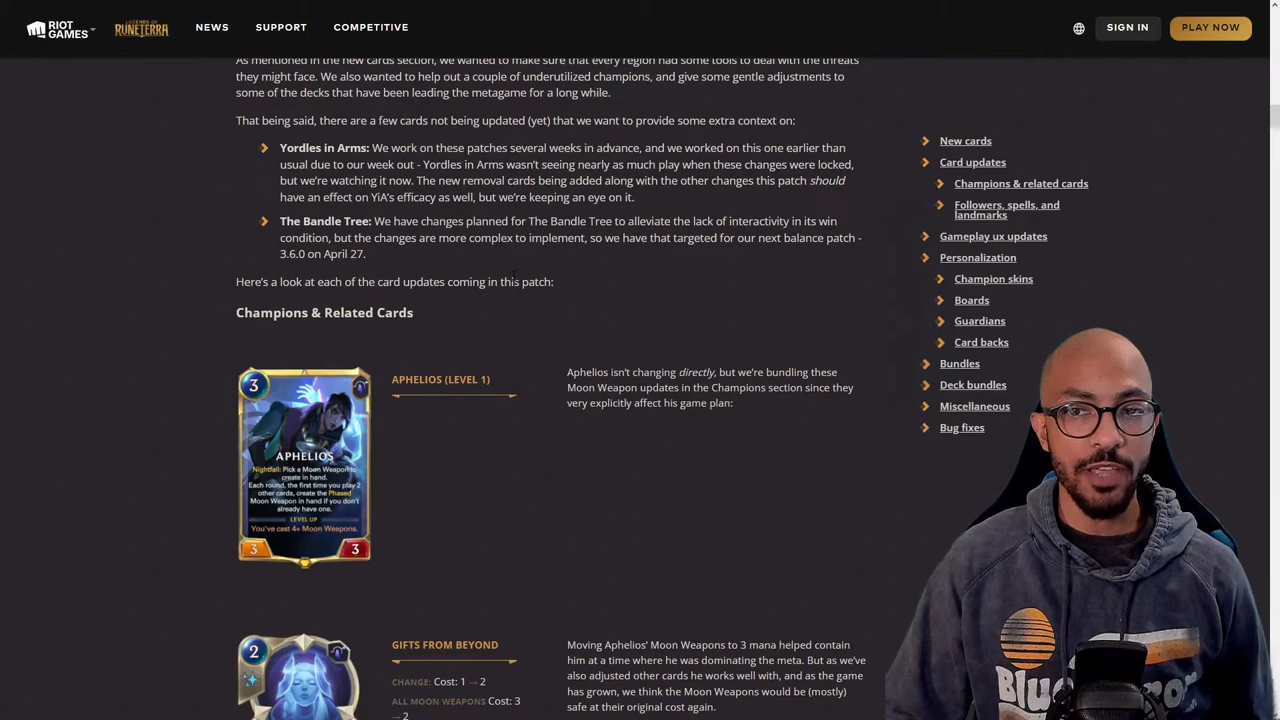 RIOT GAMES
LEGENDS OF RUNETERRA
NEWS
SUPPORT
COMPETITIVE
SIGN IN
PLAY NOW
As mentioned in the new cards section, we wanted to make sure that every region had some tools to deal with the threats
they might face. We also wanted to help out a couple of underutilized champions, and give some gentle adjustments to
some of the decks that have been leading the metagame for a long while.
That being said, there are a few cards not being updated (yet) that we want to provide some extra context on:
Yordles in Arms: We work on these patches several weeks in advance, and we worked on this one earlier than
usual due to our week out - Yordles in Arms wasn't seeing nearly as much play when these changes were locked,
but we're watching it now. The new removal cards being added along with the other changes this patch should
have an effect on YiA's efficacy as well, but we're keeping an eye on it.
The Bandle Tree: We have changes planned for The Bandle Tree to alleviate the lack of interactivity in its win
condition, but the changes are more complex to implement, so we have that targeted for our next balance patch -
3.6.0 on April 27.
Here's a look at each of the card updates coming in this patch:
Champions & Related Cards
3
APHELIOS
Nightfall: Pick a Moon Weapon to
create in hand.
Each round, the first time you play 2
other cards, create the Phased
Moon Weapon in hand if you don't
already have one.
LEVEL UP
You've cast 4+ Moon Weapons.
3
3
APHELIOS (LEVEL 1)
Aphelios isn't changing directly, but we're bundling these
Moon Weapon updates in the Champions section since they
very explicitly affect his game plan:
2
GIFTS FROM BEYOND
CHANGE: Cost: 1 → 2
ALL MOON WEAPONS Cost: 3
→ 2
Moving Aphelios' Moon Weapons to 3 mana helped contain
him at a time where he was dominating the meta. But as we've
also adjusted other cards he works well with, and as the game
has grown, we think the Moon Weapons would be (mostly)
safe at their original cost again.
New cards
Card updates
Champions & related cards
Followers, spells, and
landmarks
Gameplay ux updates
Personalization
Champion skins
Boards
Guardians
Card backs
Bundles
Deck bundles
Miscellaneous
Bug fixes